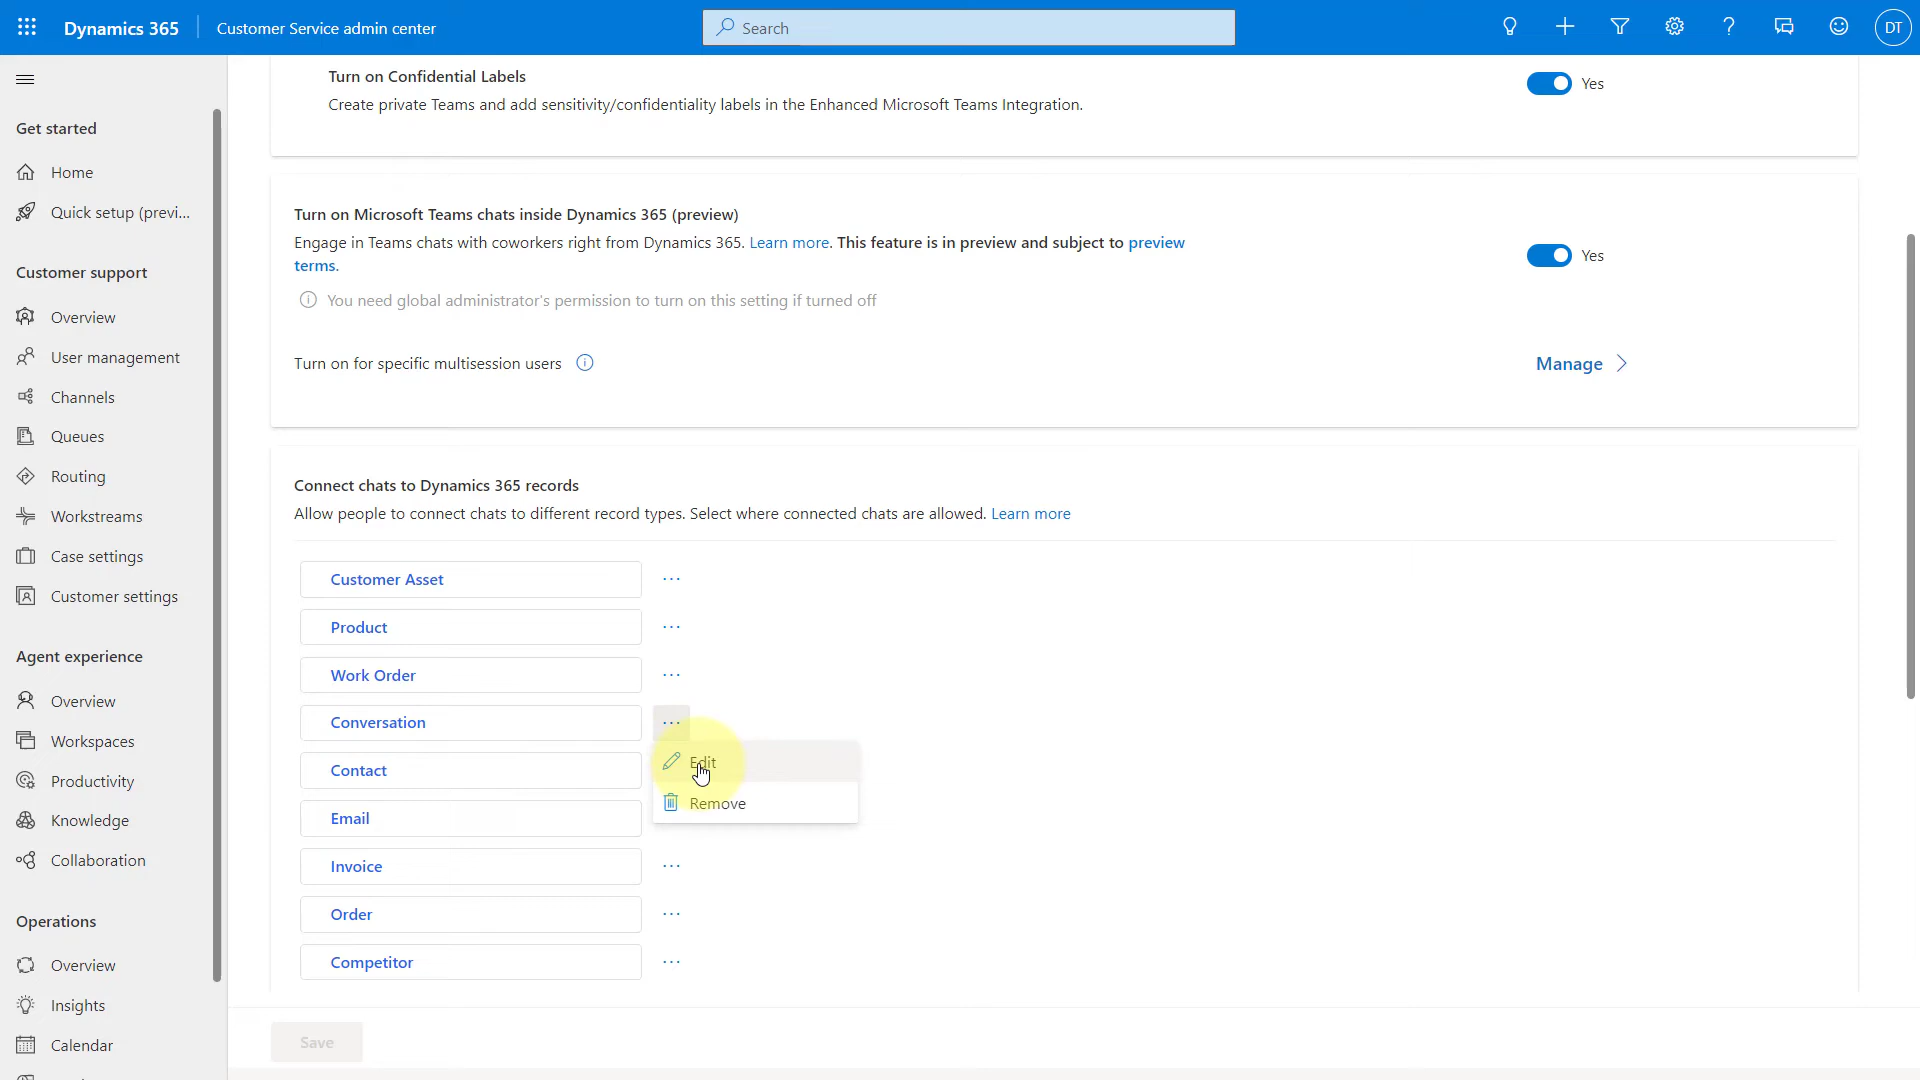 Dynamics 365
Customer Service admin center
Search
DT
Get started
Home
Quick setup (previ...
Customer support
Overview
User management
Channels
Queues
Routing
Workstreams
Case settings
Customer settings
Agent experience
Overview
Workspaces
Productivity
Knowledge
Collaboration
Operations
Overview
Insights
Calendar
Turn on Confidential Labels
Create private Teams and add sensitivity/confidentiality labels in the Enhanced Microsoft Teams Integration.
Yes
Turn on Microsoft Teams chats inside Dynamics 365 (preview)
Engage in Teams chats with coworkers right from Dynamics 365. Learn more. This feature is in preview and subject to preview
terms.
Yes
You need global administrator's permission to turn on this setting if turned off
Turn on for specific multisession users
Manage
Connect chats to Dynamics 365 records
Allow people to connect chats to different record types. Select where connected chats are allowed. Learn more
Customer Asset
Product
Work Order
Conversation
Edit
Contact
Remove
Email
Invoice
Order
Competitor
Save